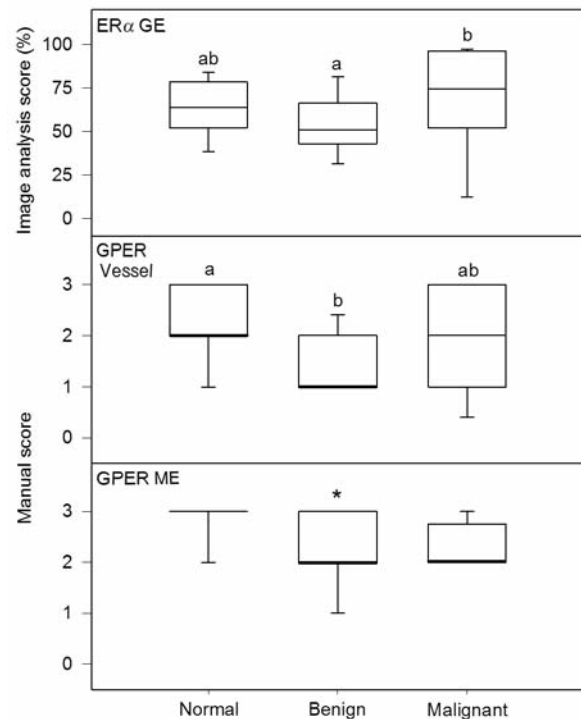 ERα GE
Image analysis score (%)
100
75
50
25
0
ab
a
b
GPER
Vessel
3
2
1
0
a
b
ab
Manual score
GPER ME
3
2
1
0
*
Normal Benign Malignant